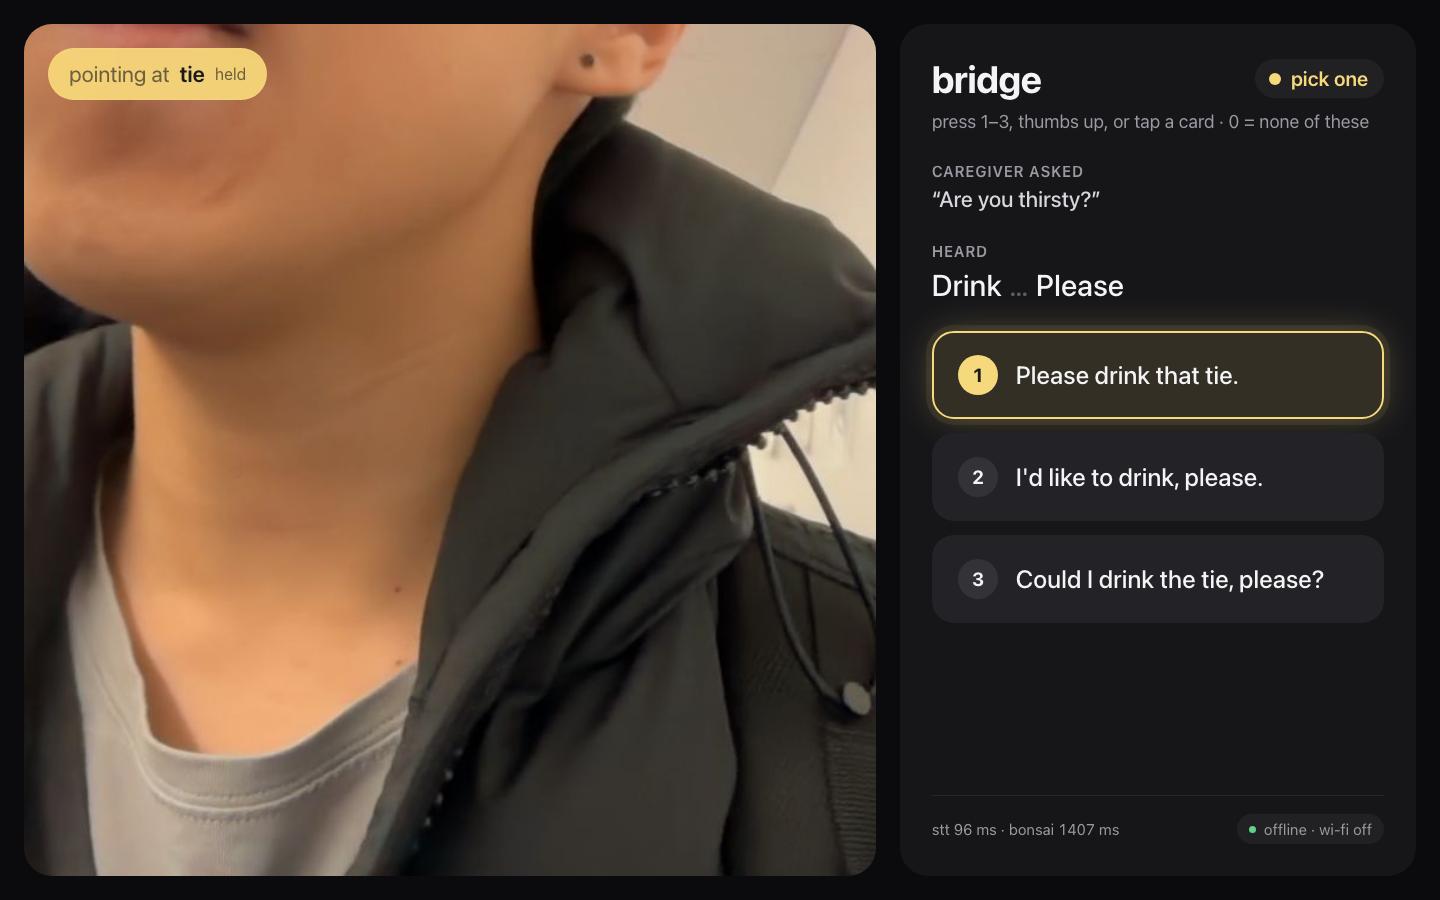 pointing at tie held
bridge
pick one
press 1–3, thumbs up, or tap a card · 0 = none of these
CAREGIVER ASKED
“Are you thirsty?”
HEARD
Drink ... Please
1 Please drink that tie.
2 I'd like to drink, please.
3 Could I drink the tie, please?
stt 96 ms · bonsai 1407 ms
offline · wi-fi off